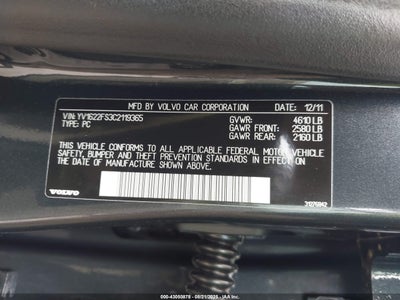 MFD BY VOLVO CAR CORPORATION DATE: 12/11
VIN: YV1622FS3C2119365 GVWR: 4610 LB
TYPE: PC GAWR FRONT: 2580 LB
GAWR REAR: 2160 LB
THIS VEHICLE CONFORMS TO ALL APPLICABLE FEDERAL MOTOR VEHICLE
SAFETY, BUMPER AND THEFT PREVENTION STANDARDS IN EFFECT ON THE DATE
OF MANUFACTURE SHOWN ABOVE.
VOLVO 31276942